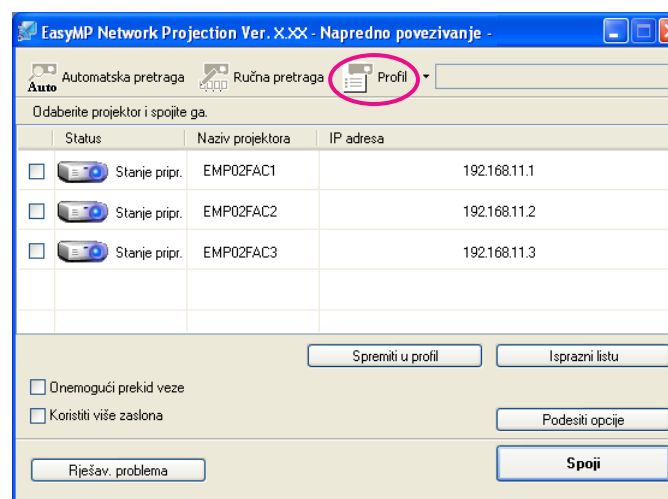 EasyMP Network Projection Ver. X.XX - Napredno povezivanje -
Auto Automatska pretraga Ručna pretraga Profil
Odaberite projektor i spojite ga.
Status Naziv projektora IP adresa
Stanje pripr. EMP02FAC1 192.168.11.1
Stanje pripr. EMP02FAC2 192.168.11.2
Stanje pripr. EMP02FAC3 192.168.11.3
Spremiti u profil Isprazni listu
Onemogući prekid veze
Koristiti više zaslona
Podesiti opcije
Rješav. problema Spoji